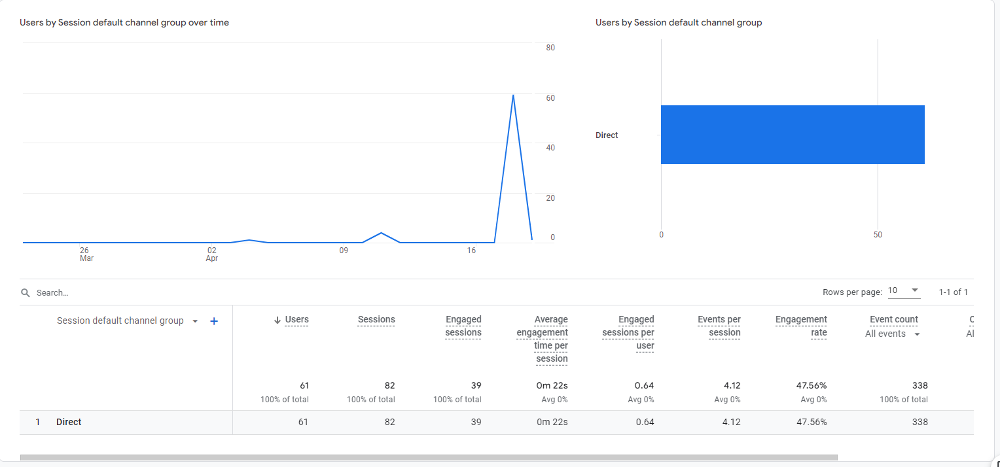 Users by Session default channel group over time
80
60
40
20
0
26
Mar
02
Apr
09
16
Users by Session default channel group
Direct
0
50
Search...
Rows per page: 10
1-1 of 1
Session default channel group +
Users
Sessions
Engaged
sessions
Average
engagement
time per
session
Engaged
sessions per
user
Events per
session
Engagement
rate
Event count
All events
61 82 39 0m 22s 0.64 4.12 47.56% 338
100% of total 100% of total 100% of total Avg 0% Avg 0% Avg 0% Avg 0% 100% of total
1 Direct 61 82 39 0m 22s 0.64 4.12 47.56% 338